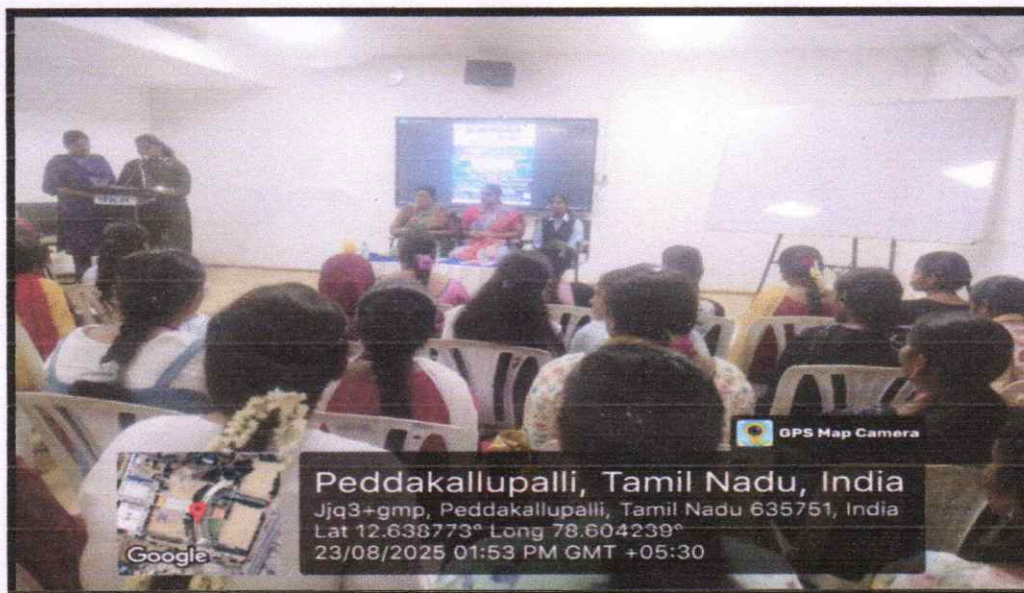 GPS Map Camera
Peddakallupalli, Tamil Nadu, India
Jjq3+gmp, Peddakallupalli, Tamil Nadu 635751, India
Lat 12.638773° Long 78.604239°
23/08/2025 01:53 PM GMT +05:30
Google